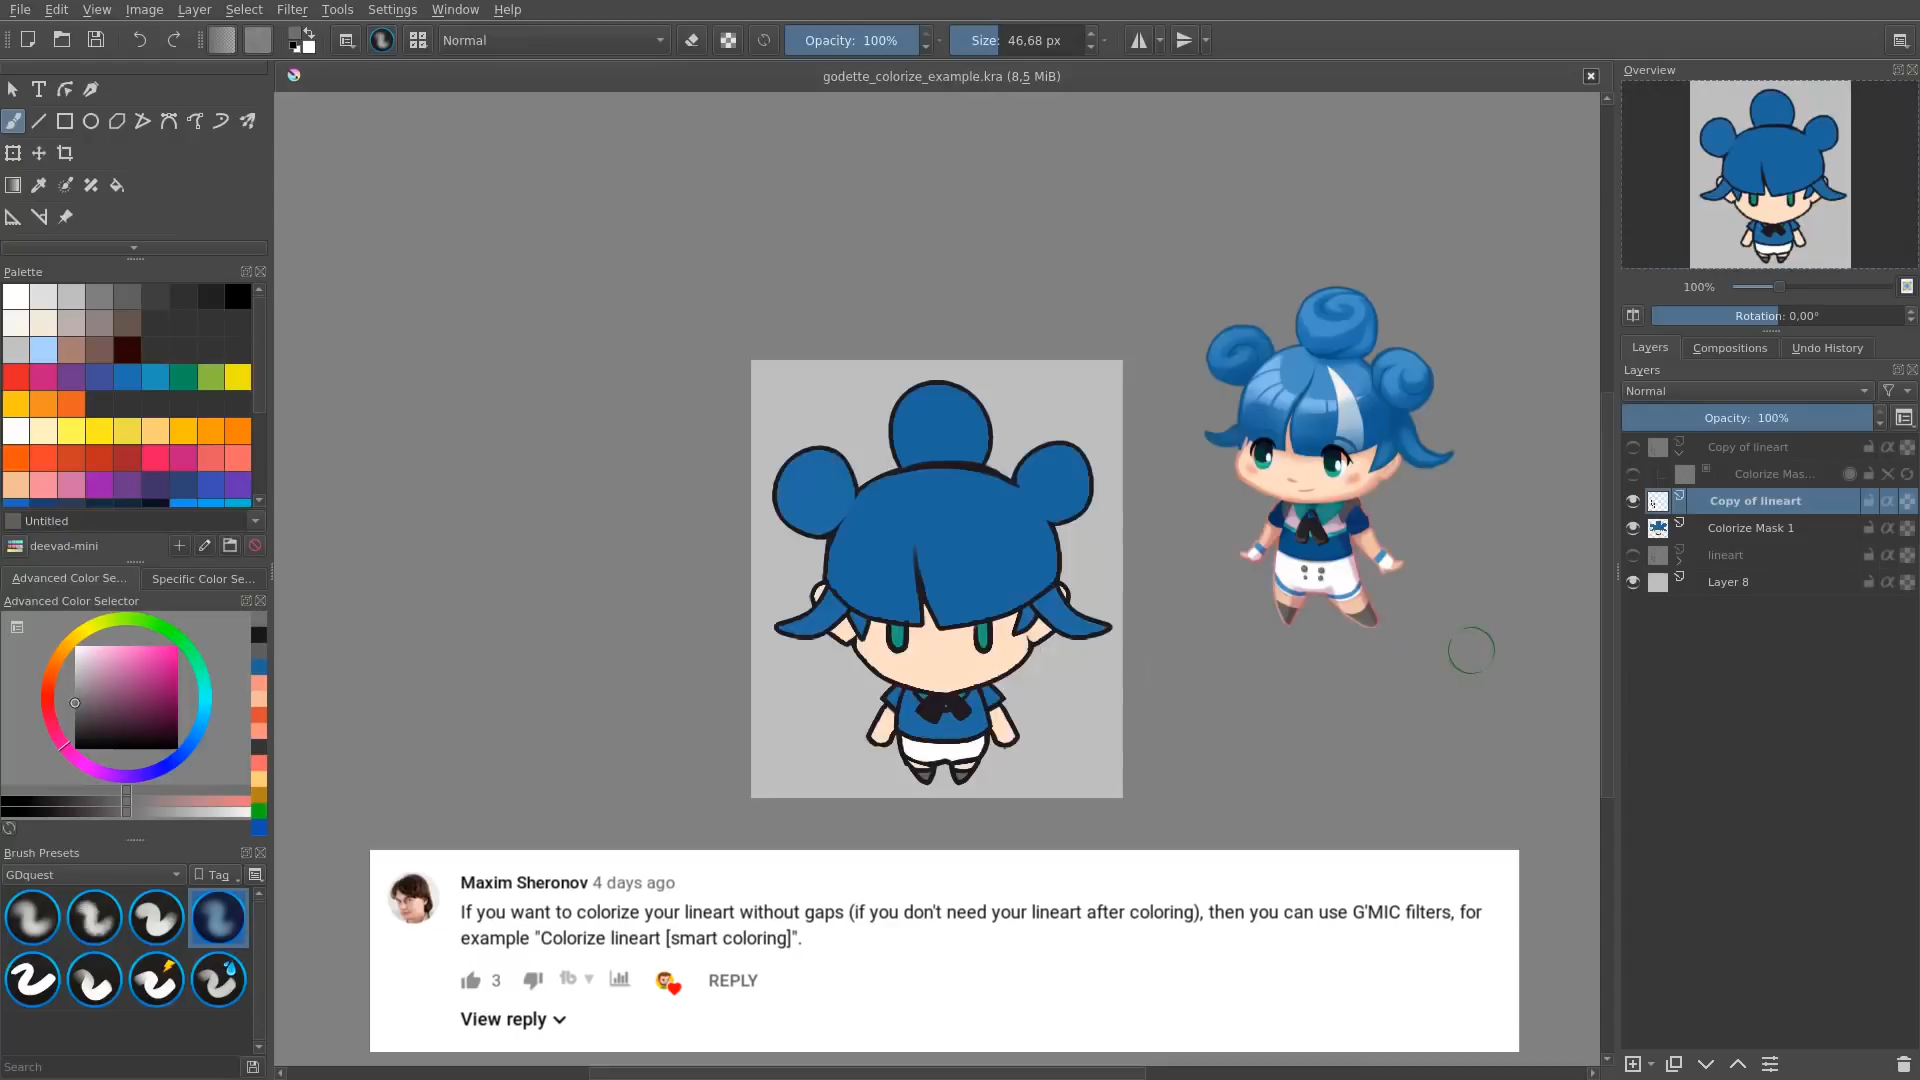 File Edit View Image Layer Select Filter Tools Settings Window Help
Normal
Opacity: 100%
Size: 46,68 px
godette_colorize_example.kra (8,5 MiB)
Overview
100%
Rotation: 0,00°
Layers Compositions Undo History
Layers
Normal
Opacity: 100%
Copy of lineart
Colorize Mas...
Copy of lineart
Colorize Mask 1
lineart
Layer 8
Palette
Untitled
deevad-mini
Advanced Color Se... Specific Color Se...
Advanced Color Selector
Brush Presets
GDquest
Tag
Search
Maxim Sheronov 4 days ago
If you want to colorize your lineart without gaps (if you don't need your lineart after coloring), then you can use G'MIC filters, for
example "Colorize lineart [smart coloring]".
3
REPLY
View reply